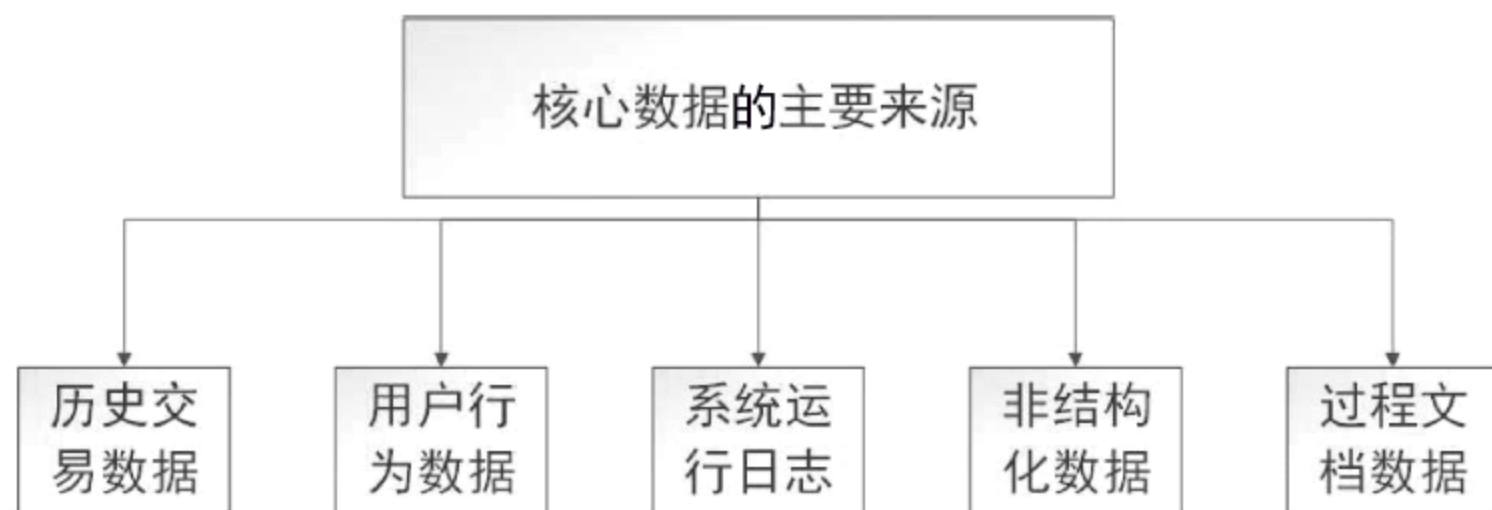 核心数据的主要来源
历史交
易数据
用户行
为数据
系统运
行日志
非结构
化数据
过程文
档数据